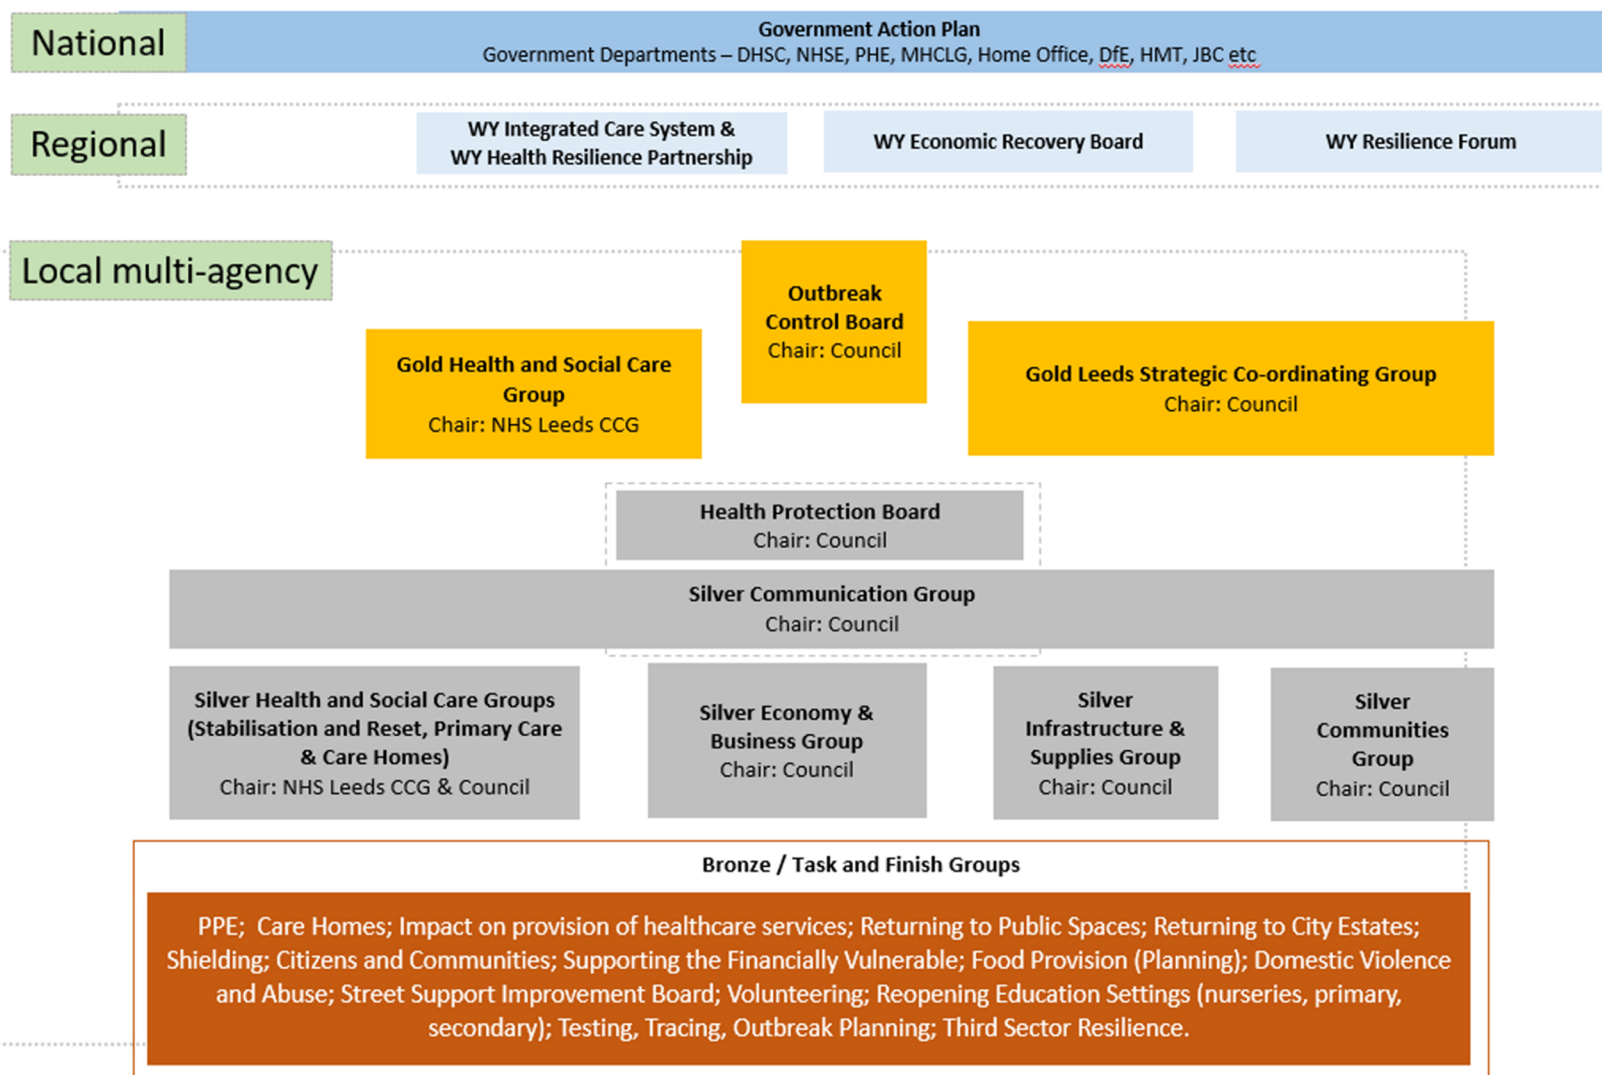 National
Government Action Plan
Government Departments – DHSC, NHSE, PHE, MHCLG, Home Office, DfE, HMT, JBC etc
Regional
WY Integrated Care System &
WY Health Resilience Partnership
WY Economic Recovery Board
WY Resilience Forum
Local multi-agency
Outbreak
Control Board
Chair: Council
Gold Health and Social Care
Group
Chair: NHS Leeds CCG
Gold Leeds Strategic Co-ordinating Group
Chair: Council
Health Protection Board
Chair: Council
Silver Communication Group
Chair: Council
Silver Health and Social Care Groups
(Stabilisation and Reset, Primary Care
& Care Homes)
Chair: NHS Leeds CCG & Council
Silver Economy &
Business Group
Chair: Council
Silver
Infrastructure &
Supplies Group
Chair: Council
Silver
Communities
Group
Chair: Council
Bronze / Task and Finish Groups
PPE;  Care Homes; Impact on provision of healthcare services; Returning to Public Spaces; Returning to City Estates;
Shielding; Citizens and Communities; Supporting the Financially Vulnerable; Food Provision (Planning); Domestic Violence
and Abuse; Street Support Improvement Board; Volunteering; Reopening Education Settings (nurseries, primary,
secondary); Testing, Tracing, Outbreak Planning; Third Sector Resilience.